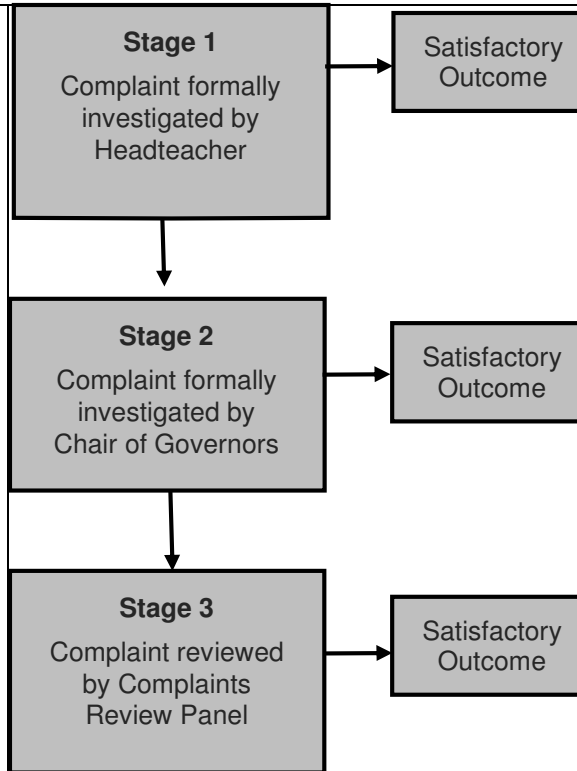 Stage 1
Complaint formally
investigated by
Headteacher
Satisfactory
Outcome
Stage 2
Complaint formally
investigated by
Chair of Governors
Satisfactory
Outcome
Stage 3
Complaint reviewed
by Complaints
Review Panel
Satisfactory
Outcome